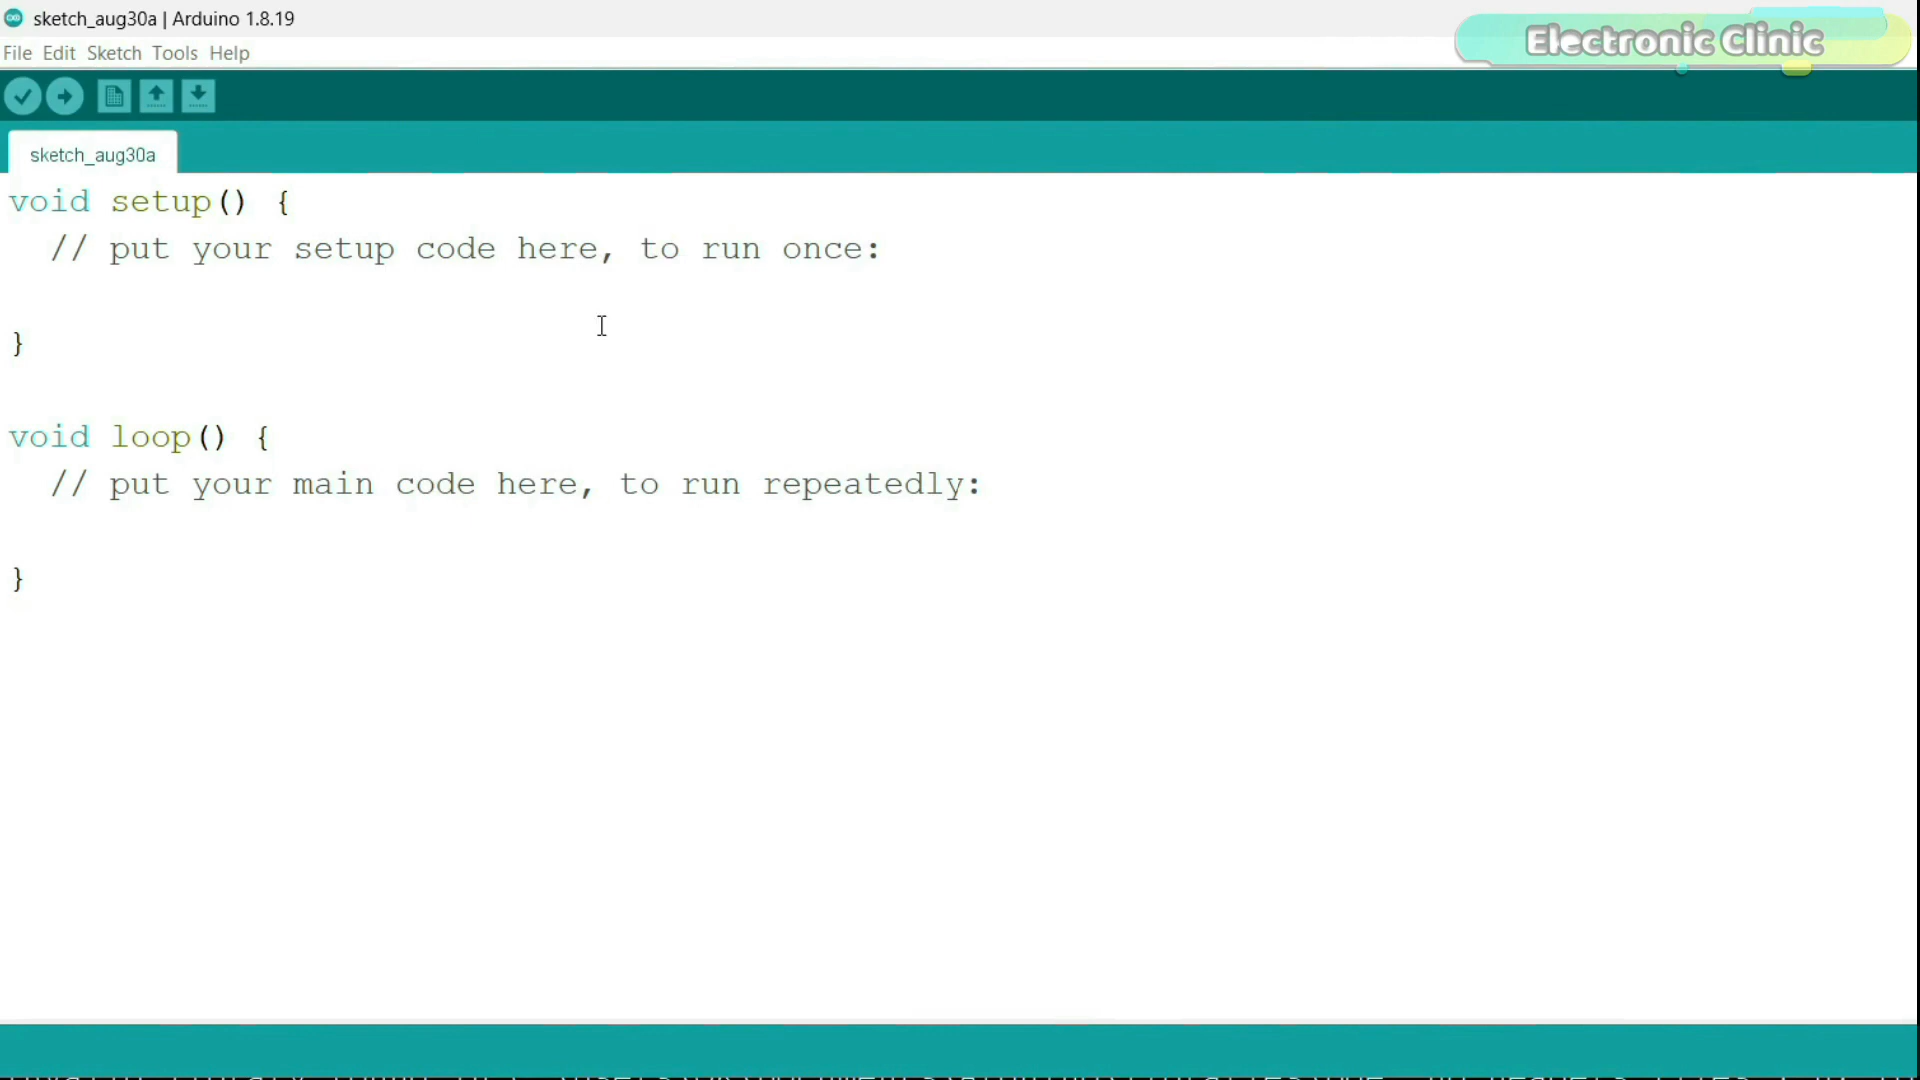 sketch_aug30a | Arduino 1.8.19
Electronic Clinic
File Edit Sketch Tools Help
sketch_aug30a
void setup() {
// put your setup code here, to run once:
}
void loop() {
// put your main code here, to run repeatedly:
}